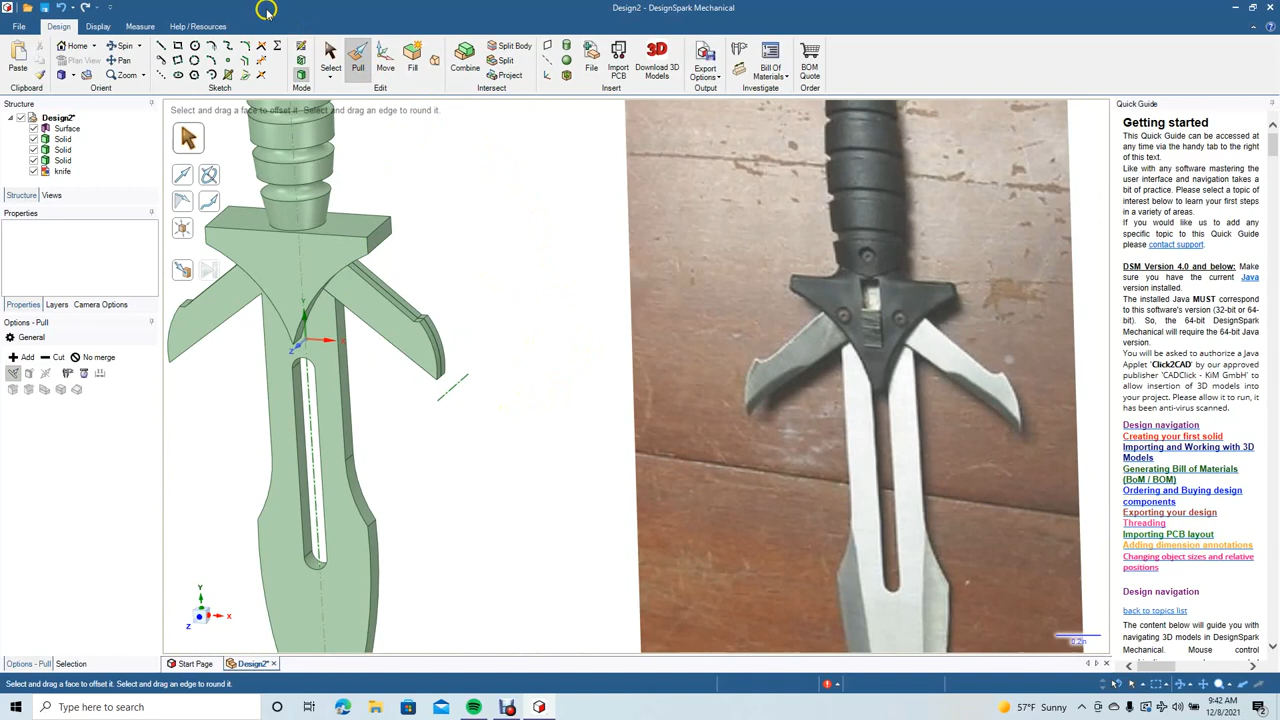 Design2 - DesignSpark Mechanical
File Design Display Measure Help / Resources
Paste
Clipboard
Home Spin
Plan View Pan
Zoom
Orient
Sketch
Mode
Select Pull Move Fill
Edit
Combine
Split Body
Split
Project
Intersect
File
Import PCB
3D
Download 3D Models
Insert
Export Options
Output
Bill of Materials
Investigate
BOM Quote
Order
Structure
Design2*
Surface
Solid
Solid
Solid
knife
Structure Views
Properties
Properties Layers Camera Options
Options - Pull
General
Add Cut No merge
Options - Pull Selection
Select and drag a face to offset it. Select and drag an edge to round it.
Y
X
Z
Y
X
Z
0.2in
Start Page Design2*
Quick Guide
Getting started
This Quick Guide can be accessed at
any time via the handy tab to the right
of this text.
Like with any software mastering the
user interface and navigation takes a
bit of practice. Please select a topic of
interest below to learn your first steps
in a variety of areas.
If you would like us to add any
specific topic to this Quick Guide
please contact support.
DSM Version 4.0 and below: Make
sure you have the current Java
version installed.
The installed Java MUST correspond
to this software's version (32-bit or 64-
bit). So, the 64-bit DesignSpark
Mechanical will require the 64-bit Java
version.
You will be asked to authorize a Java
Applet 'Click2CAD' by our approved
publisher 'CADClick - KiM GmbH' to
allow insertion of 3D models into
your project. Please allow it to run, it
has been anti-virus scanned.
Design navigation
Creating your first solid
Importing and Working with 3D
Models
Generating Bill of Materials
(BoM / BOM)
Ordering and Buying design
components
Exporting your design
Threading
Importing PCB layout
Adding dimension annotations
Changing object sizes and relative
positions
Design navigation
back to topics list
The content below will guide you with
navigating 3D models in DesignSpark
Mechanical. Mouse control
Select and drag a face to offset it. Select and drag an edge to round it.
Type here to search
57°F Sunny
9:42 AM
12/8/2021
2